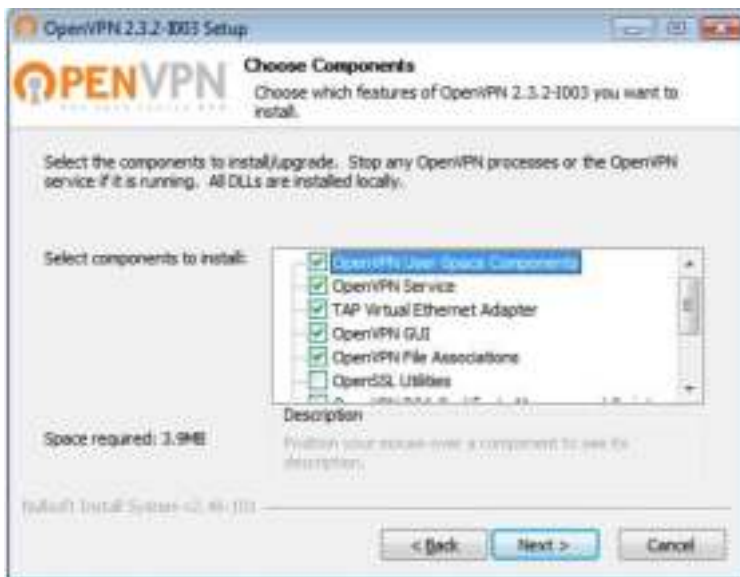 OpenVPN 2.3.2-I003 Setup
OPENVPN
Choose Components
Choose which features of OpenVPN 2.3.2-I003 you want to
install.
Select the components to install/upgrade. Stop any OpenVPN processes or the OpenVPN
service if it is running. All DLLs are installed locally.
Select components to install:
OpenVPN User Space Components
OpenVPN Service
TAP Virtual Ethernet Adapter
OpenVPN GUI
OpenVPN File Associations
OpenSSL Utilities
Description
Space required: 3.9MB
Position your mouse over a component to see its
description.
Nullsoft Install System
< Back
Next >
Cancel